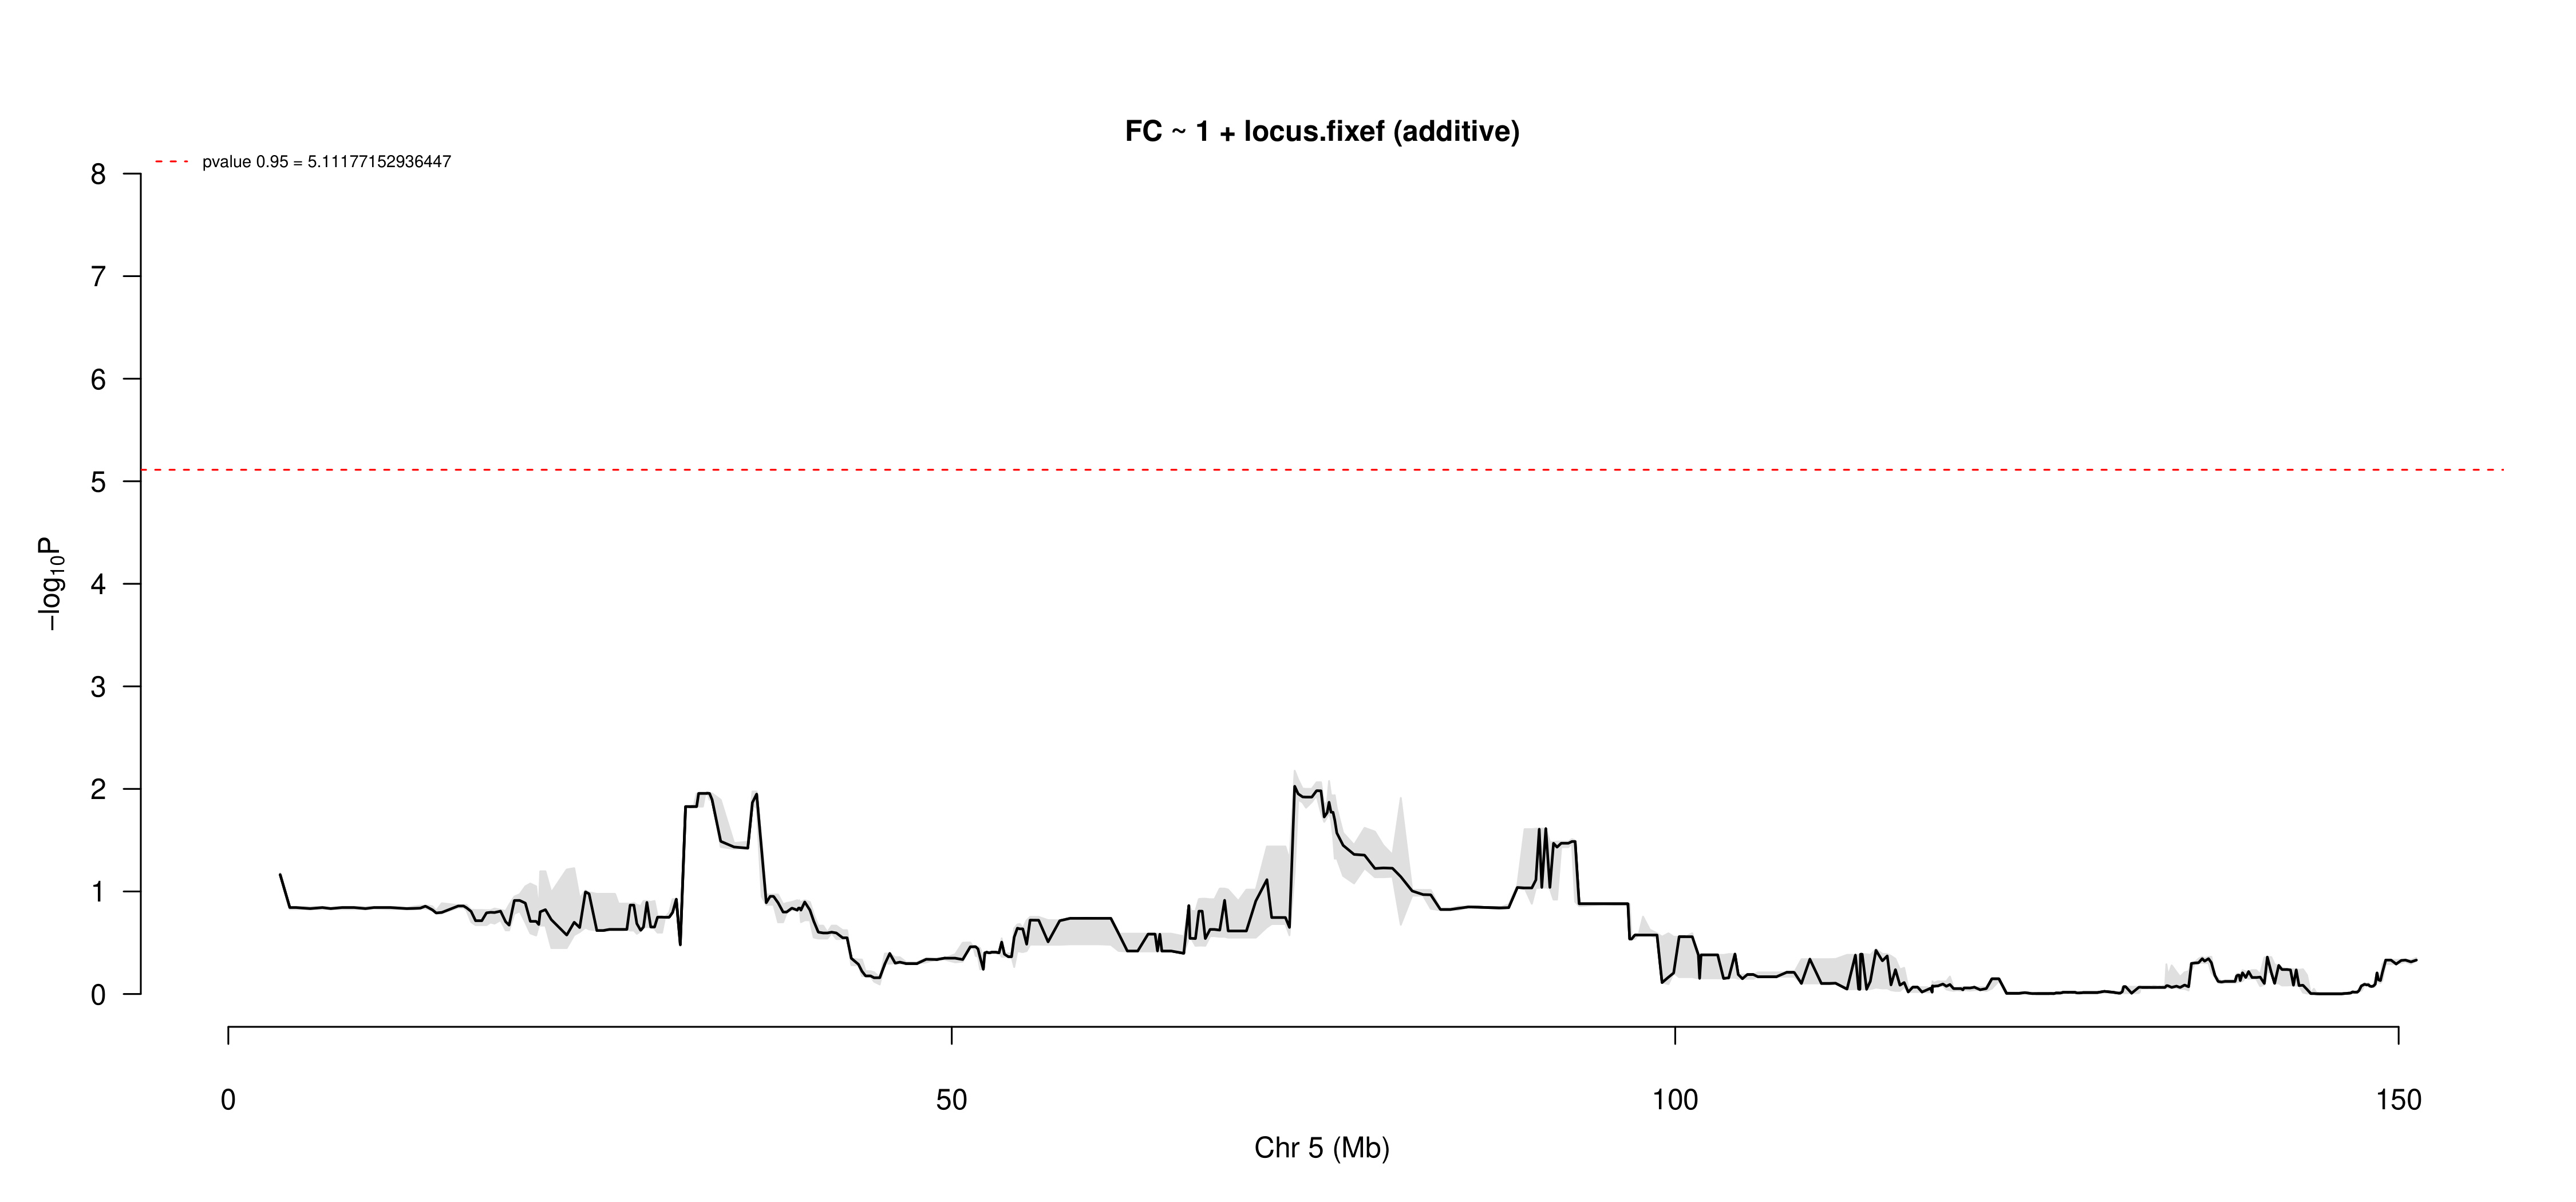 FC ~ 1 + locus.fixef (additive)
pvalue 0.95 = 5.11177152936447
8
7
6
5
4
3
2
1
0
−log10P
0 50 100 150
Chr 5 (Mb)